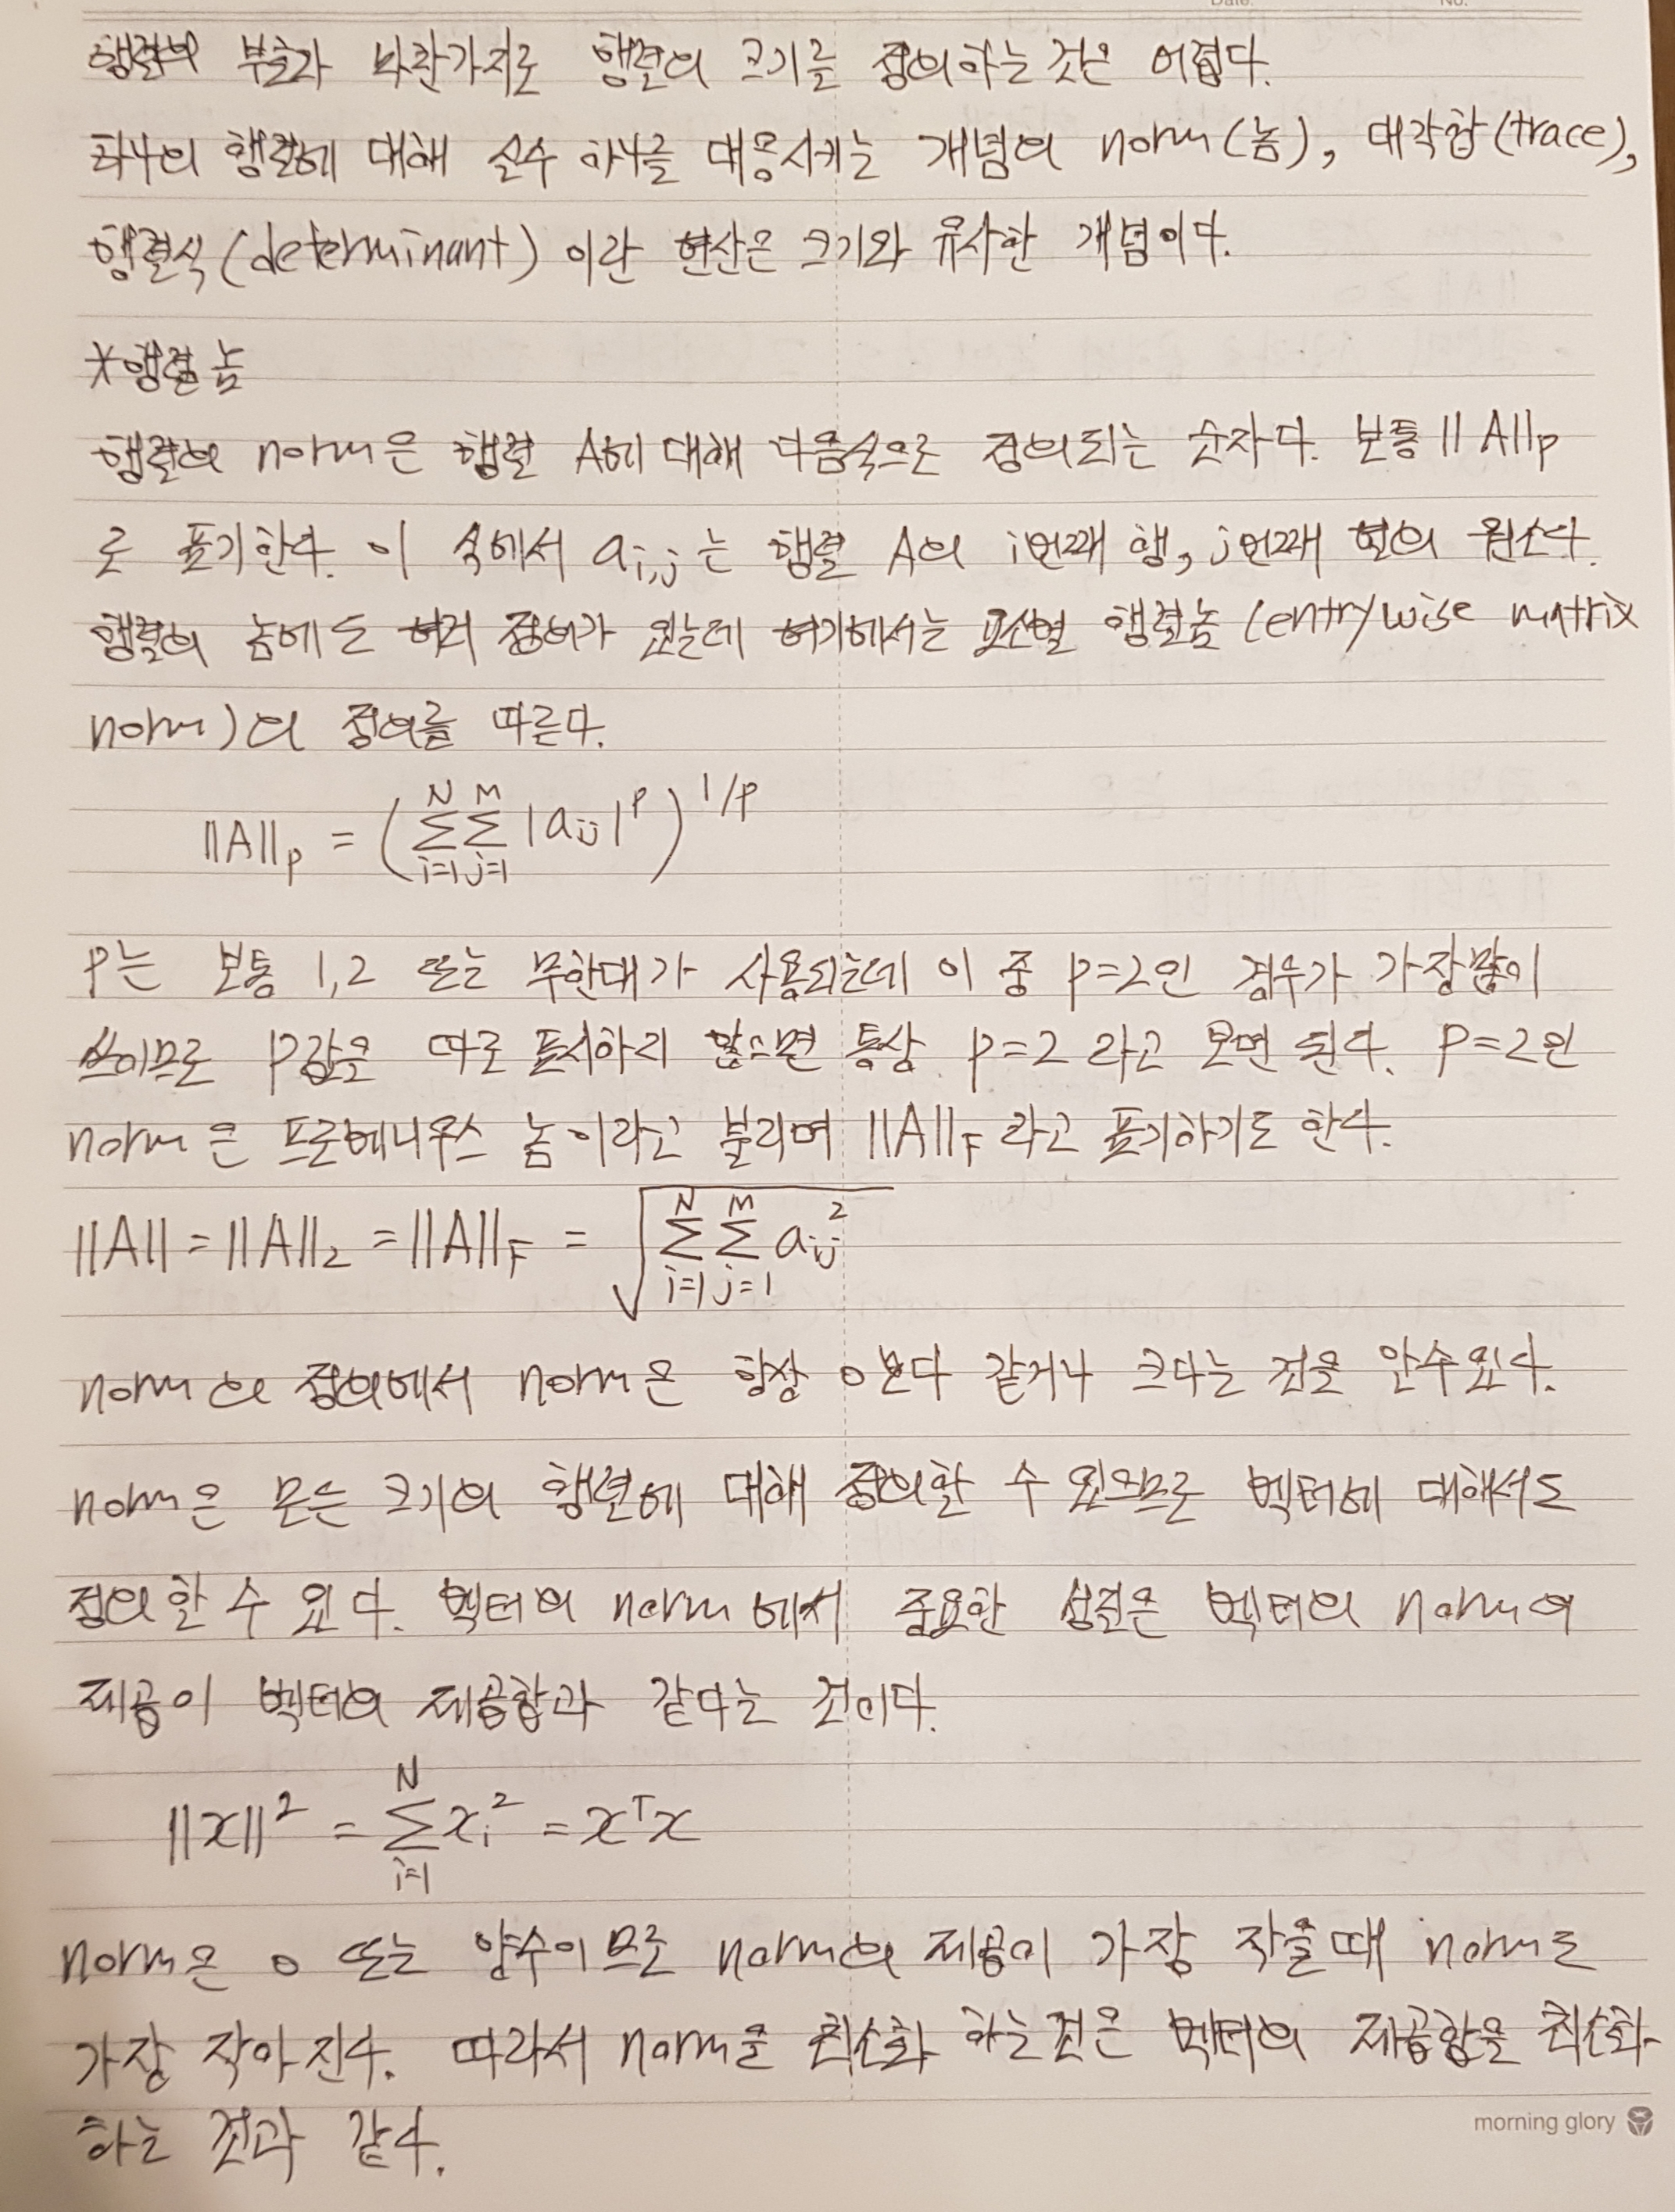 행렬의 부호와 마찬가지로 행렬의 크기를 정의하는 것은 어렵다.
하나의 행렬에 대해 실수 하나를 대응시키는 개념의 norm(놈), 대각합(trace),
행렬식(determinant)이란 연산은 크기와 유사한 개념이다.
*행렬 놈
행렬의 norm은 행렬 A에 대해 다음식으로 정의되는 숫자다. 보통 ||A||p
로 표기한다. 이 식에서 ai,j는 행렬 A의 i번째 행, j번째 열의 원소다.
행렬의 놈에도 여러 정의가 있는데 여기에서는 요소별 행렬놈 (entrywise matrix
norm)의 정의를 따른다.
||A||p = (∑_{i=1}^{N} ∑_{j=1}^{M} |aij|^p)^{1/p}
p는 보통 1,2 또는 무한대가 사용되는데 이 중 p=2인 경우가 가장많이
쓰이므로 p값을 따로 표시하지 않으면 통상 p=2 라고 보면 된다. P=2인
norm은 프로베니우스 놈이라고 불리며 ||A||F 라고 표기하기도 한다.
||A|| = ||A||2 = ||A||F = √(∑_{i=1}^{N} ∑_{j=1}^{M} aij^2)
norm의 정의에서 norm은 항상 0보다 같거나 크다는 것을 알수있다.
norm은 모든 크기의 행렬에 대해 정의할 수 있으므로 벡터에 대해서도
정의 할 수 있다. 벡터의 norm에서 중요한 성질은 벡터의 norm의
제곱이 벡터의 제곱합과 같다는 것이다.
||x||^2 = ∑_{i=1}^{N} xi^2 = x^T x
norm은 0 또는 양수이므로 norm의 제곱이 가장 작을때 norm도
가장 작아진다. 따라서 norm을 최소화 하는것은 벡터의 제곱합을 최소화
하는 것과 같다.
morning glory